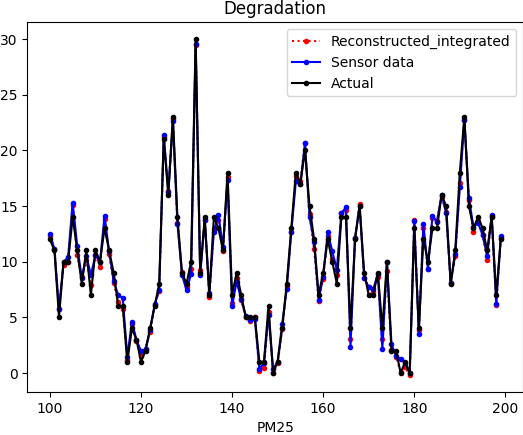 Degradation
Reconstructed_integrated
Sensor data
Actual
30
25
20
15
10
5
0
100 120 140 160 180 200
PM25